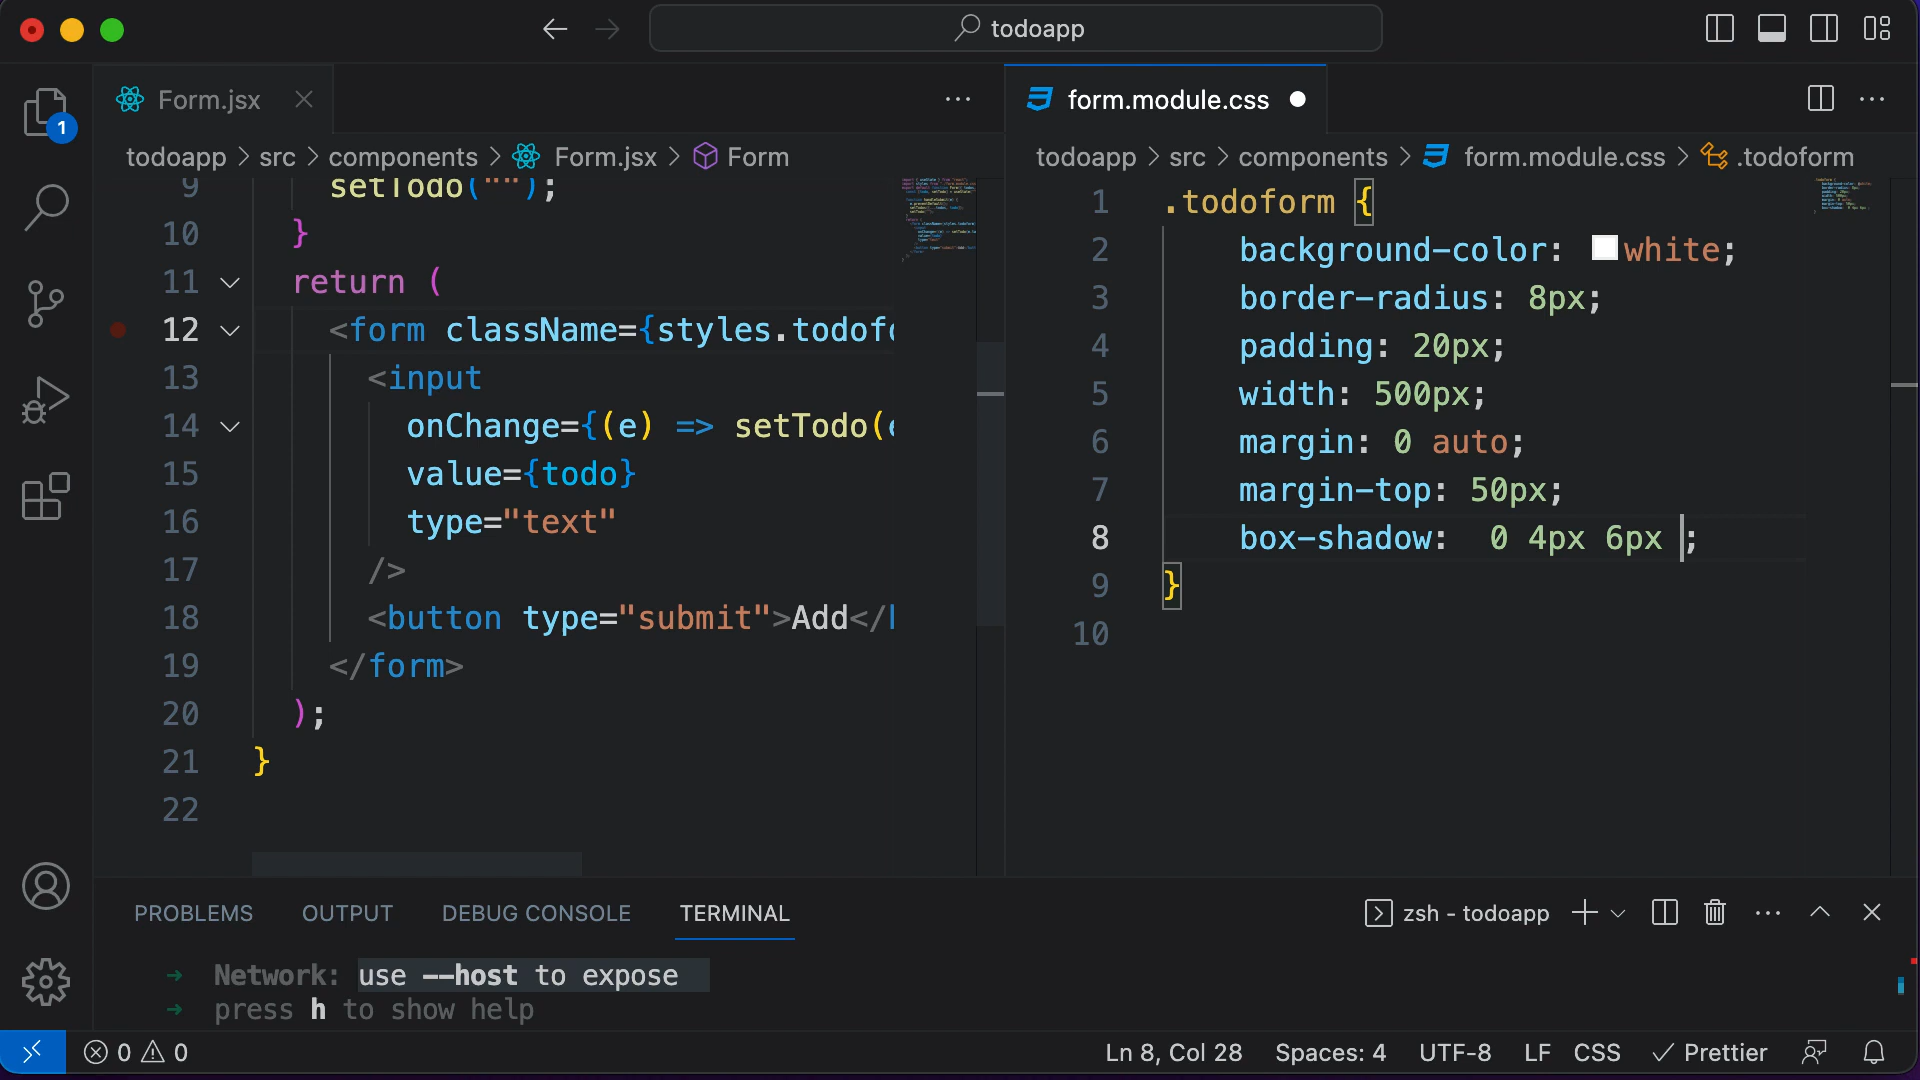 todoapp
1
Form.jsx
form.module.css
todoapp > src > components > Form.jsx > Form
todoapp > src > components > form.module.css > .todoform
9 setTodo("");
10 }
11 return (
12 <form className={styles.todofo
13 <input
14 onChange={(e) => setTodo(e
15 value={todo}
16 type="text"
17 />
18 <button type="submit">Add</b
19 </form>
20 );
21 }
22
1 .todoform {
2 background-color: white;
3 border-radius: 8px;
4 padding: 20px;
5 width: 500px;
6 margin: 0 auto;
7 margin-top: 50px;
8 box-shadow:  0 4px 6px ;
9 }
10
PROBLEMS OUTPUT DEBUG CONSOLE TERMINAL
zsh - todoapp
➜ Network: use --host to expose
➜ press h to show help
0 0
Ln 8, Col 28 Spaces: 4 UTF-8 LF CSS Prettier